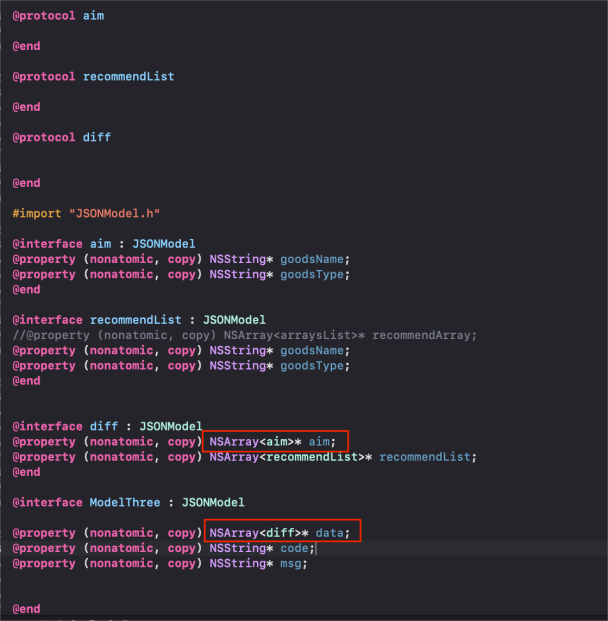 @protocol aim
@end
@protocol recommendList
@end
@protocol diff
@end
#import "JSONModel.h"
@interface aim : JSONModel
@property (nonatomic, copy) NSString* goodsName;
@property (nonatomic, copy) NSString* goodsType;
@end
@interface recommendList : JSONModel
//@property (nonatomic, copy) NSArray<arraysList>* recommendArray;
@property (nonatomic, copy) NSString* goodsName;
@property (nonatomic, copy) NSString* goodsType;
@end
@interface diff : JSONModel
@property (nonatomic, copy) NSArray<aim>* aim;
@property (nonatomic, copy) NSArray<recommendList>* recommendList;
@end
@interface ModelThree : JSONModel
@property (nonatomic, copy) NSArray<diff>* data;
@property (nonatomic, copy) NSString* code;
@property (nonatomic, copy) NSString* msg;
@end